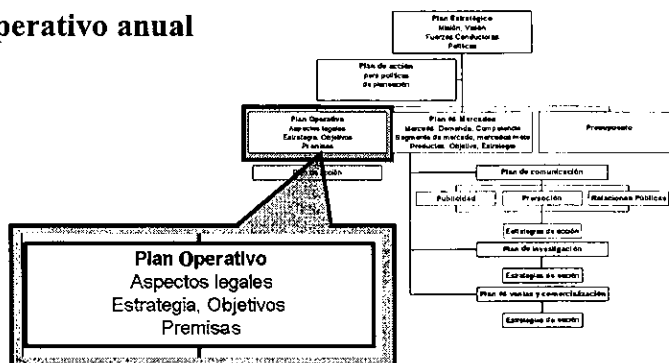 perativo anual
Plan Estratégico
Misión, Visión
Fuerzas Conductoras
Políticas
Plan de acción
para políticas
de planeación
Plan Operativo
Aspectos legales
Estrategia, Objetivos
Premisas
Plan de Mercadeo
Mercado, Demanda, Competencia
Segmento de mercado, mercados meta
Productos, Objetivo, Estrategia
Presupuesto
Plan de acción
Plan de comunicación
Publicidad
Promoción
Relaciones Públicas
Estrategias de acción
Plan de investigación
Estrategias de acción
Plan de ventas y comercialización
Estrategias de acción
Plan Operativo
Aspectos legales
Estrategia, Objetivos
Premisas